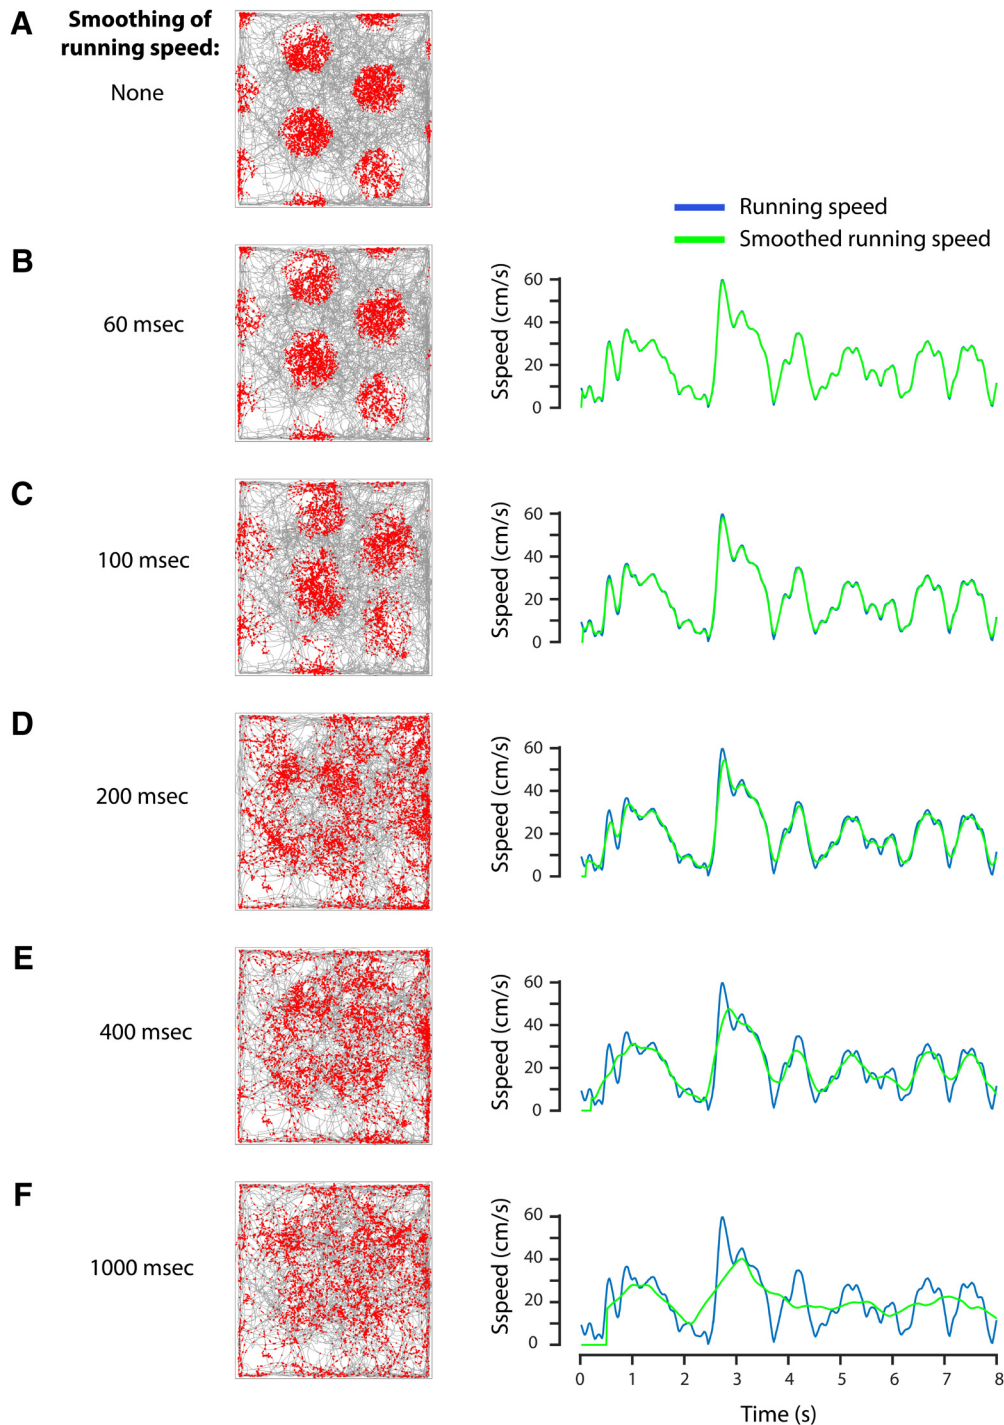 A
Smoothing of
running speed:
None
Running speed
Smoothed running speed
B
60 msec
Sspeed (cm/s)
60
40
20
0
C
100 msec
Sspeed (cm/s)
60
40
20
0
D
200 msec
Sspeed (cm/s)
60
40
20
0
E
400 msec
Sspeed (cm/s)
60
40
20
0
F
1000 msec
Sspeed (cm/s)
60
40
20
0
0 1 2 3 4 5 6 7 8
Time (s)